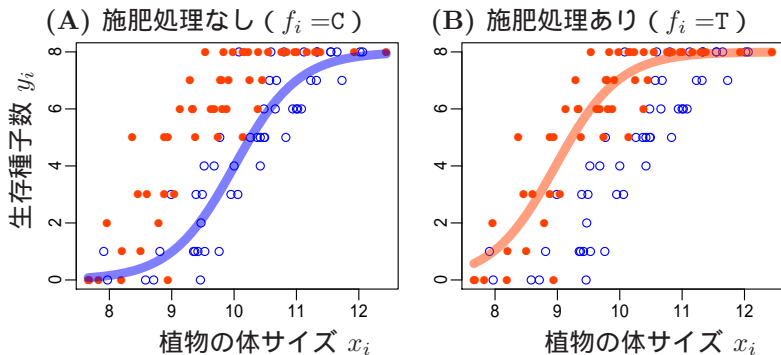 (A) 施肥処理なし ( f_i =C)
(B) 施肥処理あり ( f_i =T)
生存種子数 y_i
0 2 4 6 8
8 9 10 11 12
植物の体サイズ x_i
0 2 4 6 8
8 9 10 11 12
植物の体サイズ x_i